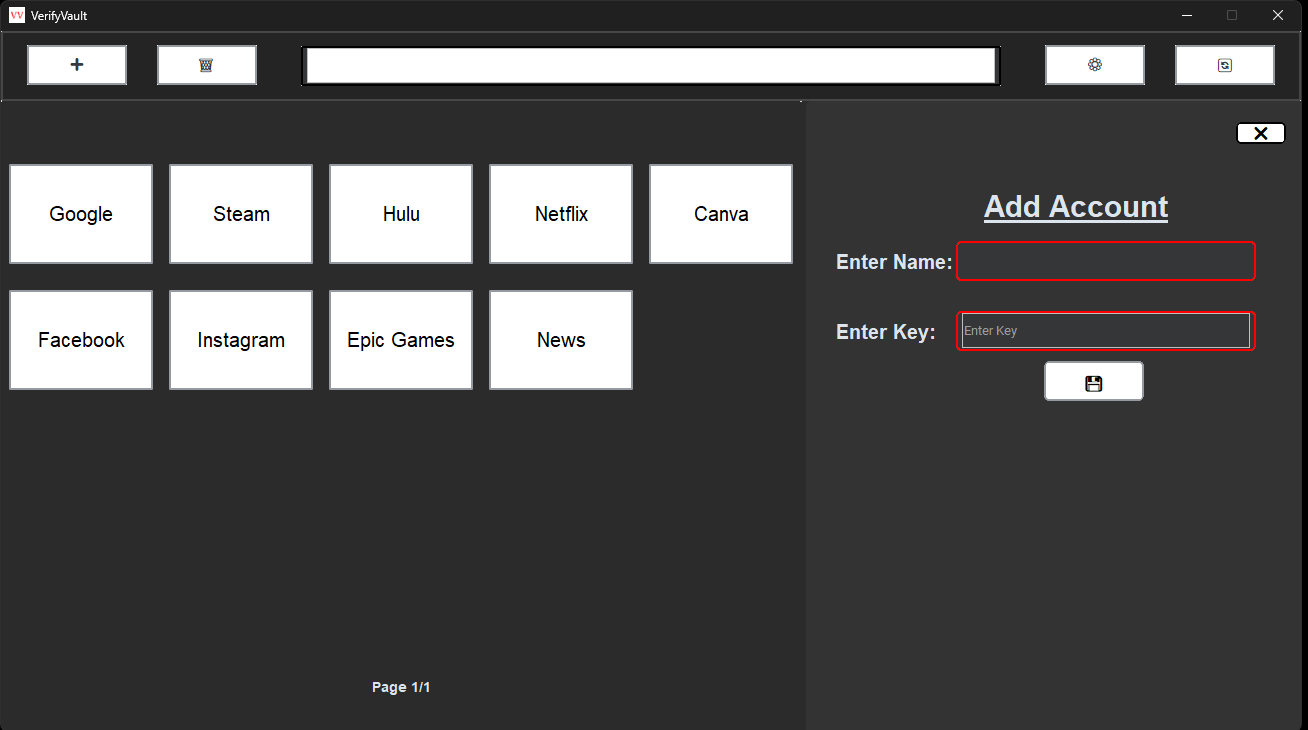 VV VerifyVault
Google Steam Hulu Netflix Canva
Facebook Instagram Epic Games News
Page 1/1
Add Account
Enter Name:
Enter Key: Enter Key